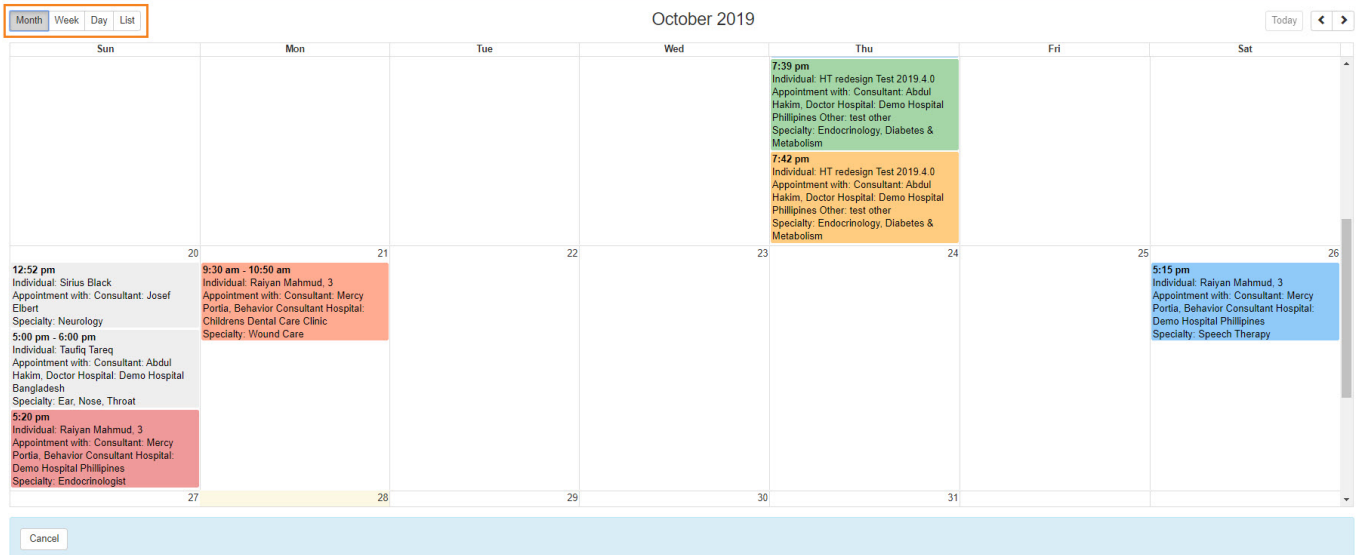 Month Week Day List
October 2019
Today
Sun Mon Tue Wed Thu Fri Sat
7:39 pm
Individual: HT redesign Test 2019.4.0
Appointment with: Consultant: Abdul
Hakim, Doctor Hospital: Demo Hospital
Phillipines Other: test other
Specialty: Endocrinology, Diabetes &
Metabolism
7:42 pm
Individual: HT redesign Test 2019.4.0
Appointment with: Consultant: Abdul
Hakim, Doctor Hospital: Demo Hospital
Phillipines Other: test other
Specialty: Endocrinology, Diabetes &
Metabolism
20 21 22 23 24 25 26
12:52 pm
Individual: Sirius Black
Appointment with: Consultant: Josef
Elbert
Specialty: Neurology
5:00 pm - 6:00 pm
Individual: Taufiq Tareq
Appointment with: Consultant: Abdul
Hakim, Doctor Hospital: Demo Hospital
Bangladesh
Specialty: Ear, Nose, Throat
5:20 pm
Individual: Raiyan Mahmud, 3
Appointment with: Consultant: Mercy
Portia, Behavior Consultant Hospital:
Demo Hospital Phillipines
Specialty: Endocrinologist
9:30 am - 10:50 am
Individual: Raiyan Mahmud, 3
Appointment with: Consultant: Mercy
Portia, Behavior Consultant Hospital:
Childrens Dental Care Clinic
Specialty: Wound Care
5:15 pm
Individual: Raiyan Mahmud, 3
Appointment with: Consultant: Mercy
Portia, Behavior Consultant Hospital:
Demo Hospital Phillipines
Specialty: Speech Therapy
27 28 29 30 31
Cancel